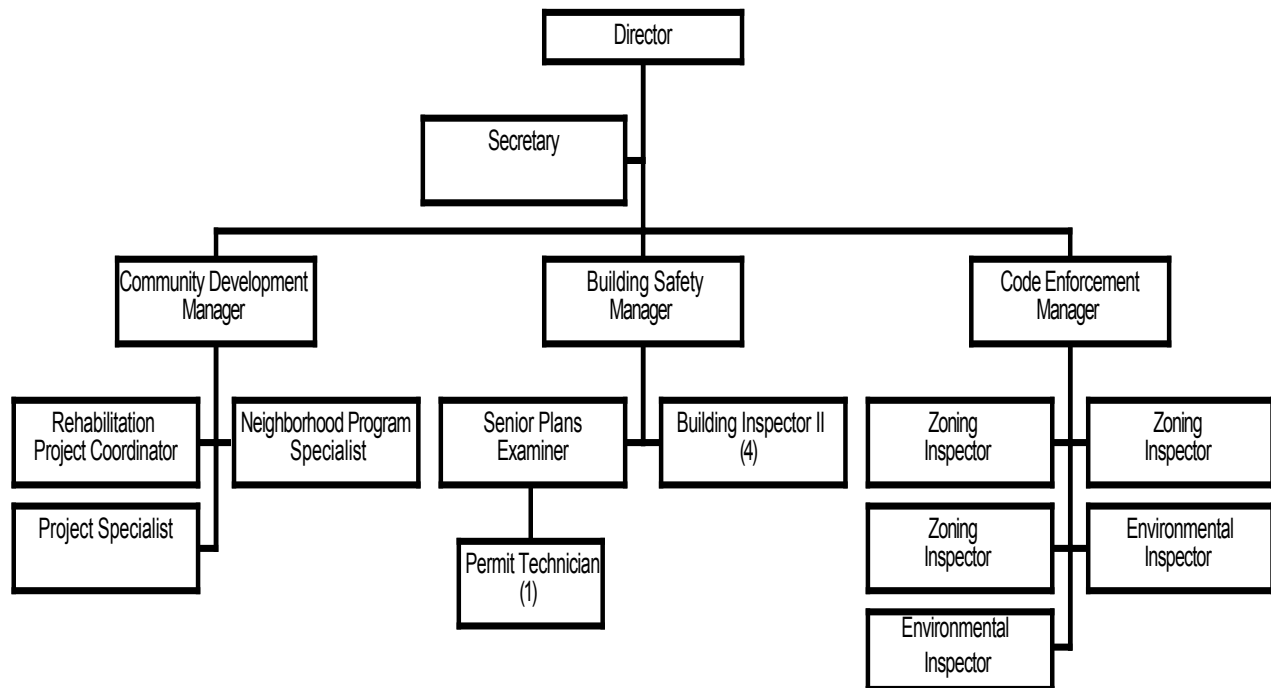 Director
Secretary
Community Development
Manager
Building Safety
Manager
Code Enforcement
Manager
Rehabilitation
Project Coordinator
Neighborhood Program
Specialist
Senior Plans
Examiner
Building Inspector II
(4)
Zoning
Inspector
Zoning
Inspector
Project Specialist
Permit Technician
(1)
Zoning
Inspector
Environmental
Inspector
Environmental
Inspector